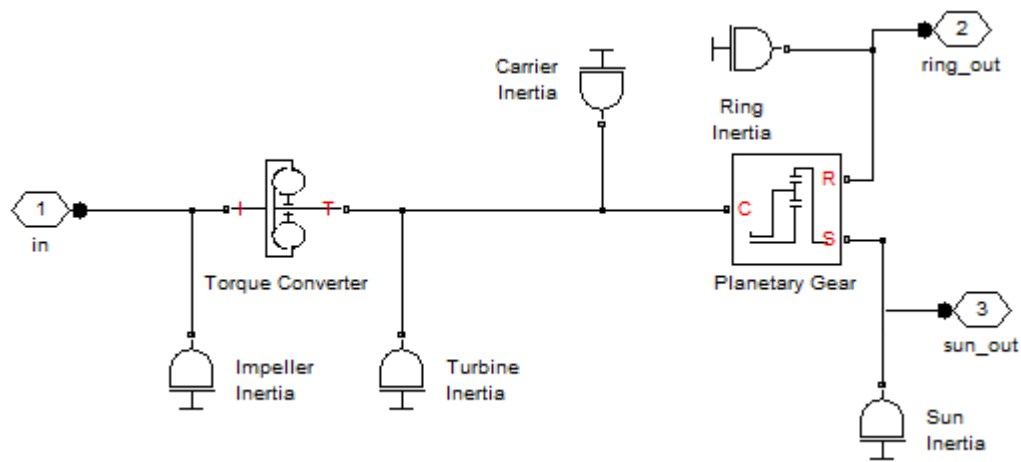 2
ring_out
Carrier
Inertia
Ring
Inertia
R
1
in
I
T
C
S
Torque Converter
Planetary Gear
3
sun_out
Impeller
Inertia
Turbine
Inertia
Sun
Inertia